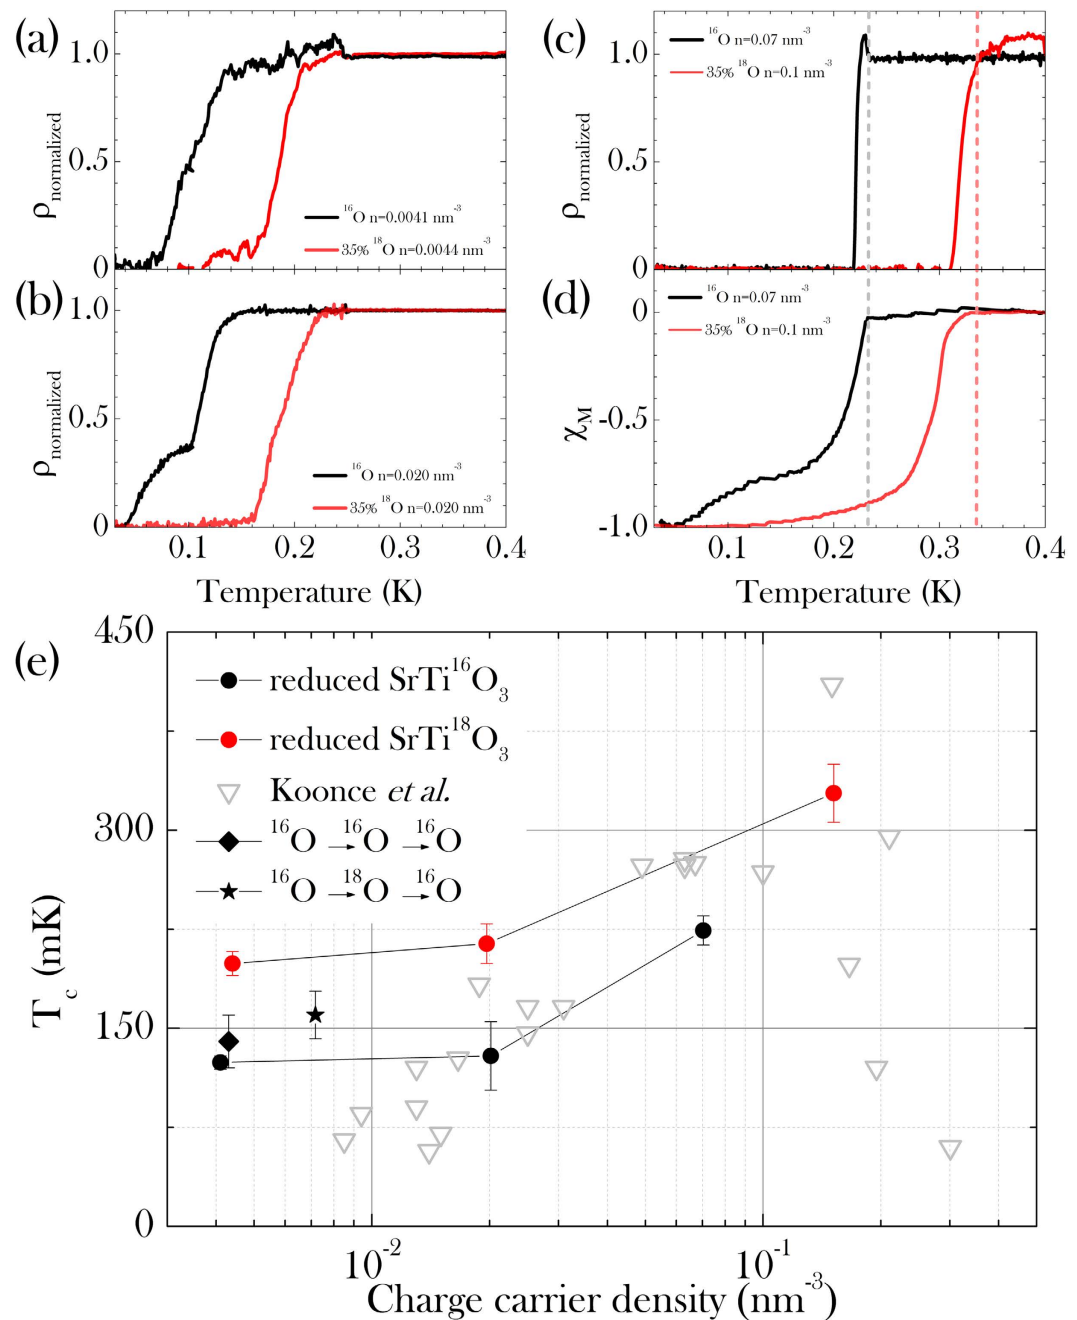 (a)
1.0
0.5
0
ρnormalized
¹⁶O n=0.0041 nm⁻³
35% ¹⁸O n=0.0044 nm⁻³
(b)
1.0
0.5
0
ρnormalized
¹⁶O n=0.020 nm⁻³
35% ¹⁸O n=0.020 nm⁻³
0.1 0.2 0.3 0.4
Temperature (K)
(c)
1.0
0.5
0
ρnormalized
¹⁶O n=0.07 nm⁻³
35% ¹⁸O n=0.1 nm⁻³
(d)
0
-0.5
-1.0
χM
¹⁶O n=0.07 nm⁻³
35% ¹⁸O n=0.1 nm⁻³
0.1 0.2 0.3 0.4
Temperature (K)
(e)
450
300
150
0
Tc (mK)
reduced SrTi¹⁶O₃
reduced SrTi¹⁸O₃
Koonce et al.
¹⁶O → ¹⁶O → ¹⁶O
¹⁶O → ¹⁸O → ¹⁶O
10⁻² 10⁻¹
Charge carrier density (nm⁻³)